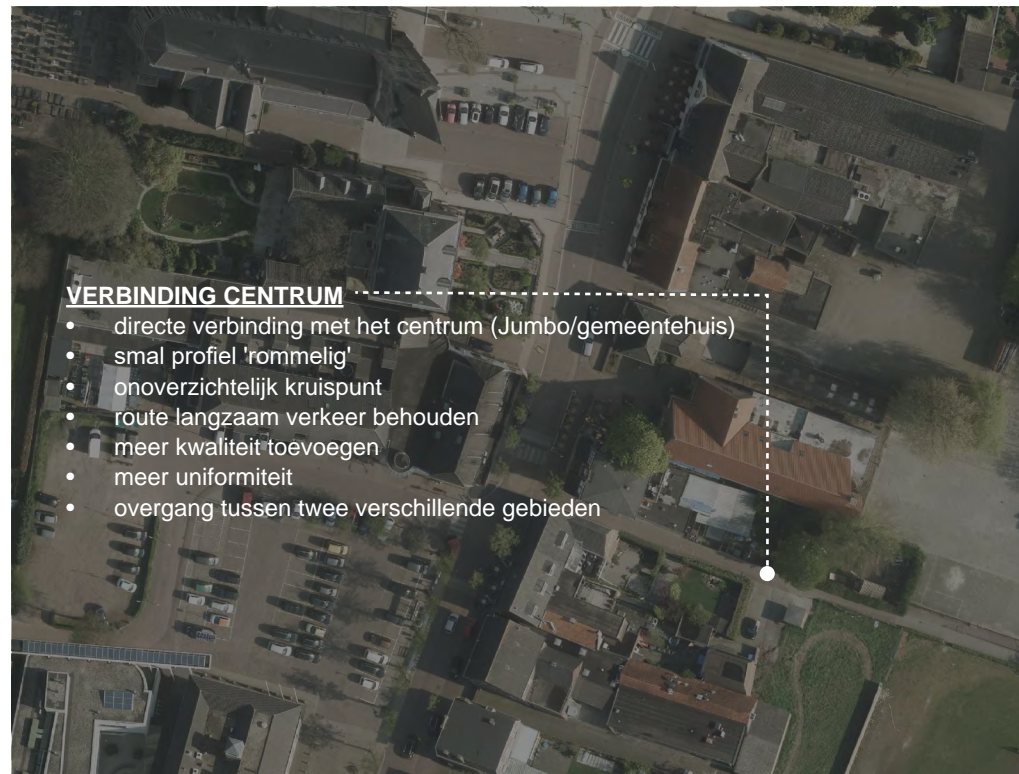 VERBINDING CENTRUM
• directe verbinding met het centrum (Jumbo/gemeentehuis)
• smal profiel 'rommelig'
• onoverzichtelijk kruispunt
• route langzaam verkeer behouden
• meer kwaliteit toevoegen
• meer uniformiteit
• overgang tussen twee verschillende gebieden